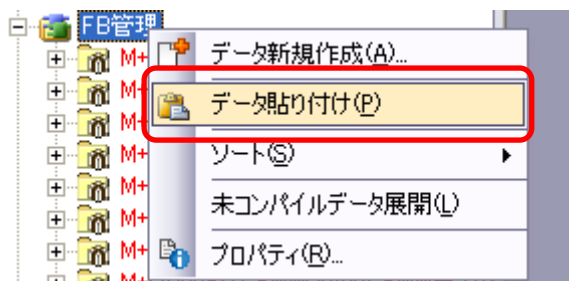 FB管理
M+
データ新規作成(A)...
M+
データ貼り付け(P)
M+
M+
ソート(S)
M+
未コンパイルデータ展開(L)
M+
M+
プロパティ(R)...